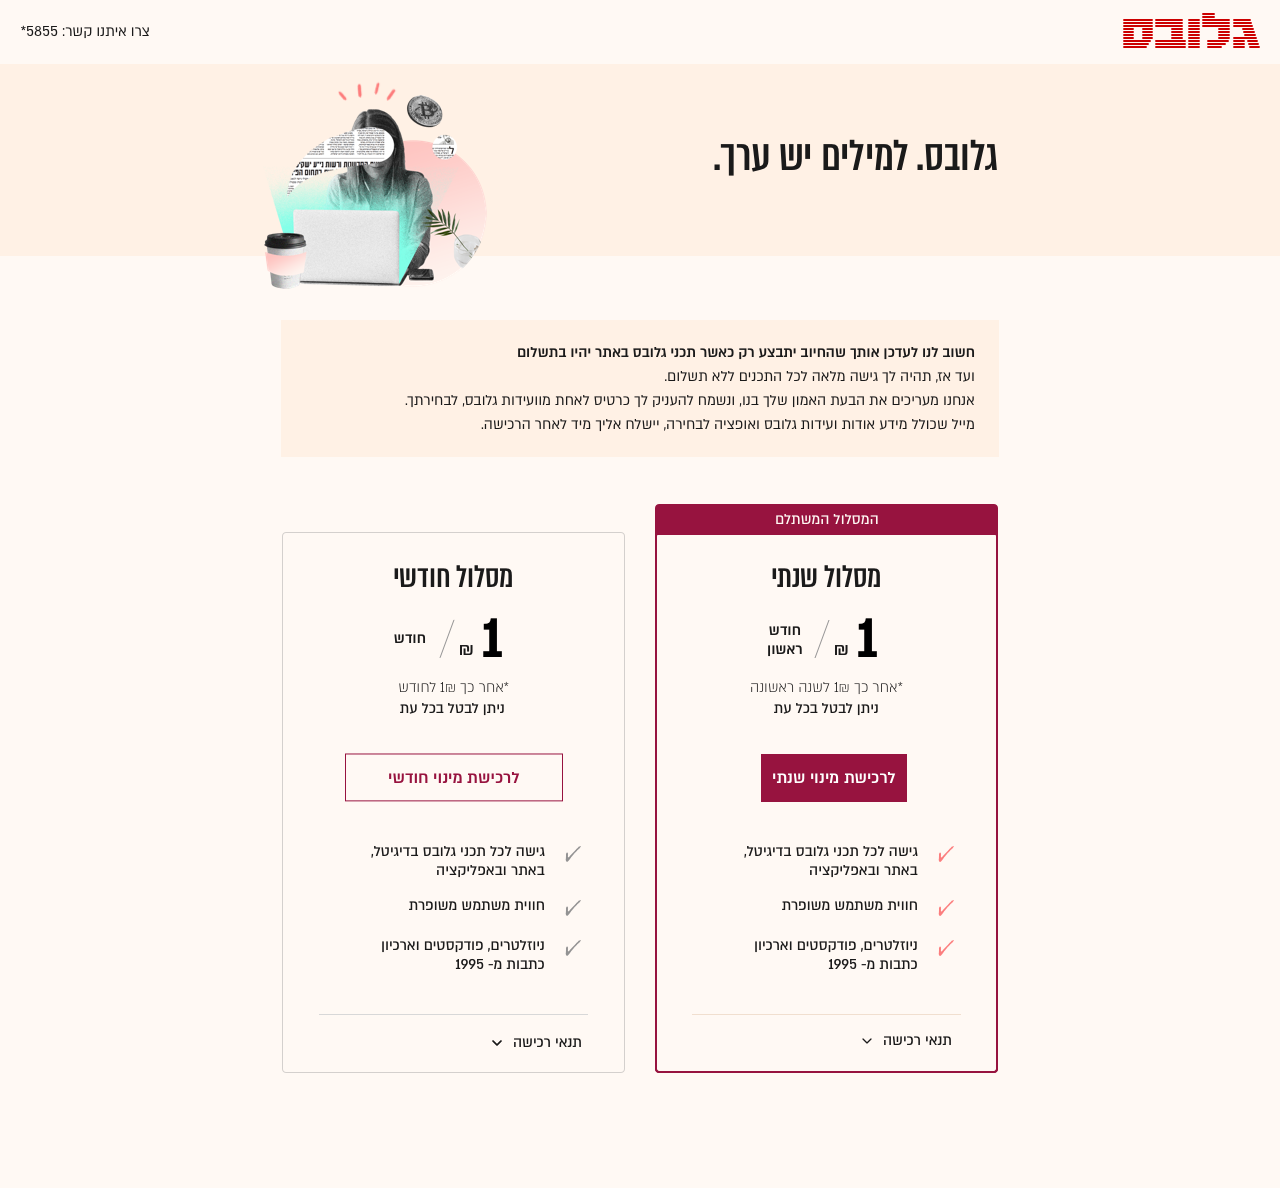 גלובס
צרו איתנו קשר: 5855*
גלובס. למילים יש ערך.
חשוב לנו לעדכן אותך שהחיוב יתבצע רק כאשר תכני גלובס באתר יהיו בתשלום
ועד אז, תהיה לך גישה מלאה לכל התכנים ללא תשלום.
אנחנו מעריכים את הבעת האמון שלך בנו, ונשמח להעניק לך כרטיס לאחת מוועידות גלובס, לבחירתך.
מייל שכולל מידע אודות ועידות גלובס ואופציה לבחירה, יישלח אליך מיד לאחר הרכישה.
המסלול המשתלם
מסלול שנתי
1 ₪ / חודש
ראשון
*אחר כך 1₪ לשנה ראשונה
ניתן לבטל בכל עת
לרכישת מינוי שנתי
גישה לכל תכני גלובס בדיגיטל,
באתר ובאפליקציה
חווית משתמש משופרת
ניוזלטרים, פודקסטים וארכיון
כתבות מ- 1995
תנאי רכישה
מסלול חודשי
1 ₪ / חודש
*אחר כך 1₪ לחודש
ניתן לבטל בכל עת
לרכישת מינוי חודשי
גישה לכל תכני גלובס בדיגיטל,
באתר ובאפליקציה
חווית משתמש משופרת
ניוזלטרים, פודקסטים וארכיון
כתבות מ- 1995
תנאי רכישה